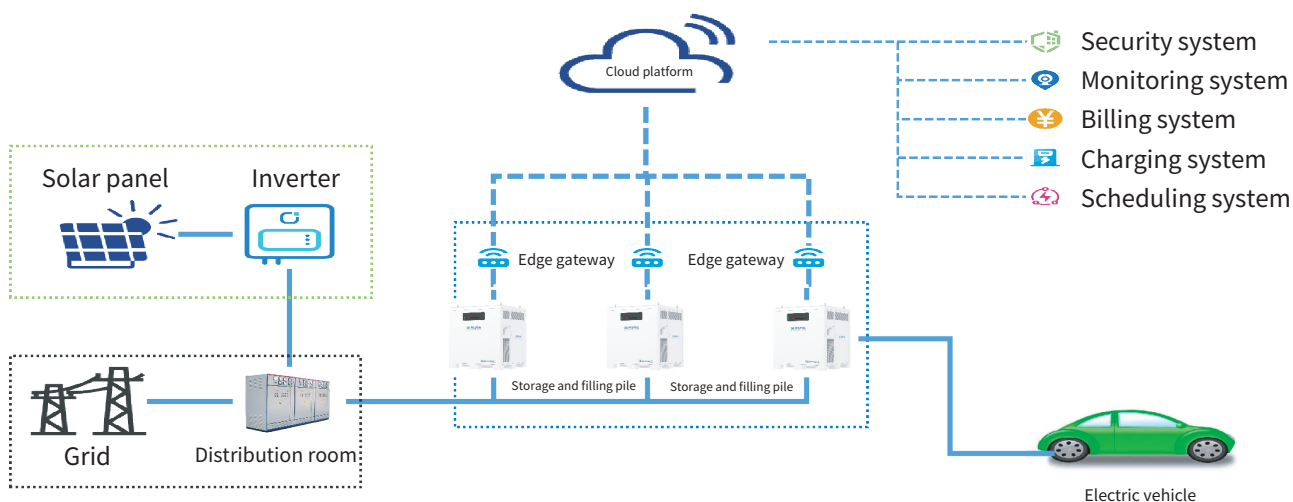 Cloud platform
Security system
Monitoring system
¥
Billing system
Charging system
Scheduling system
Solar panel
Inverter
Edge gateway
Edge gateway
Storage and filling pile
Storage and filling pile
Grid
Distribution room
Electric vehicle